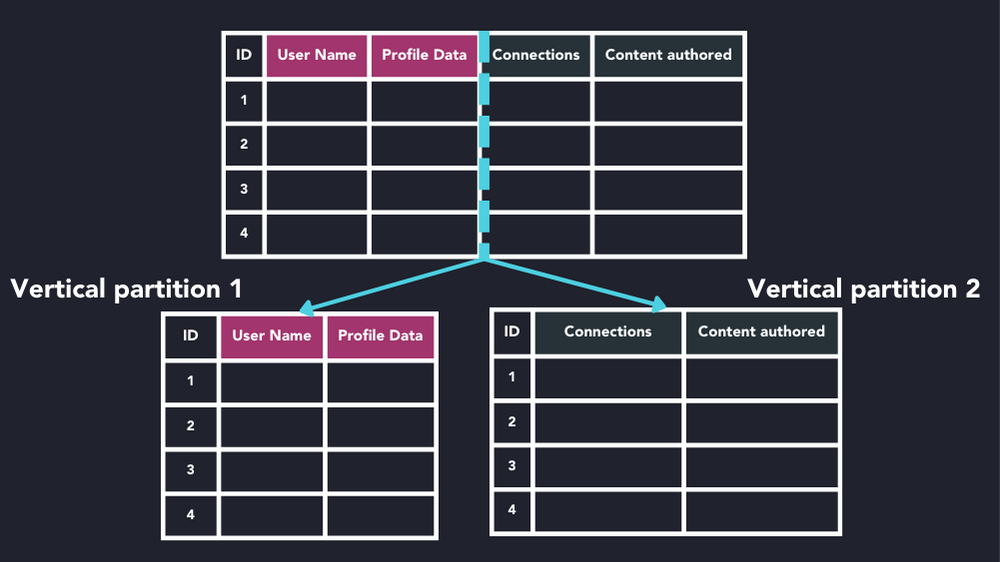 ID User Name Profile Data Connections Content authored
1
2
3
4
Vertical partition 1
Vertical partition 2
ID User Name Profile Data
1
2
3
4
ID Connections Content authored
1
2
3
4